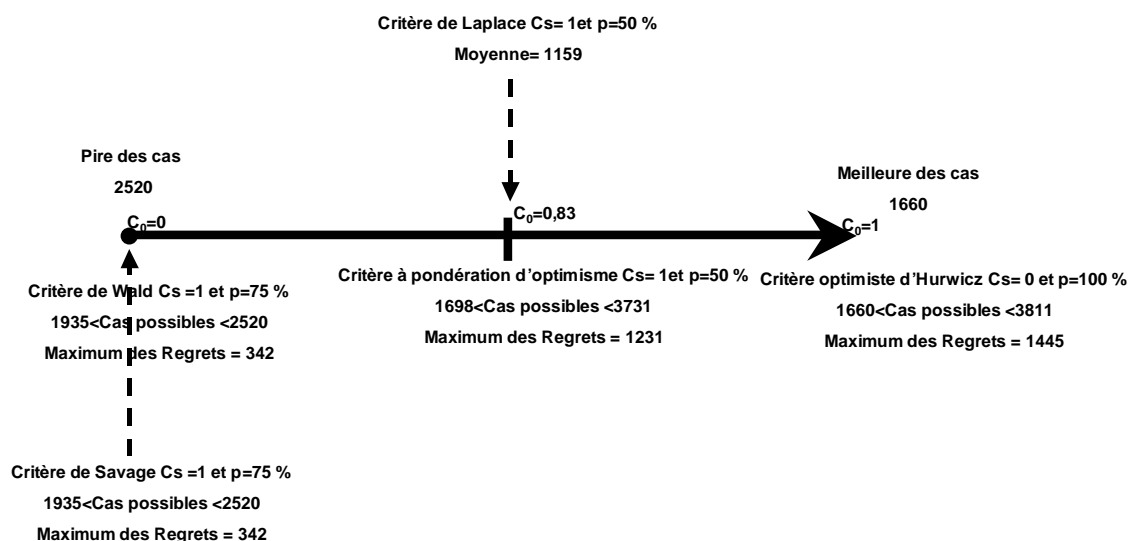 Critère de Laplace Cs= 1et p=50 %
Moyenne= 1159
Pire des cas
2520
C₀=0
C₀=0,83
Meilleure des cas
1660
C₀=1
Critère de Wald Cs =1 et p=75 %
1935<Cas possibles <2520
Maximum des Regrets = 342
Critère à pondération d’optimisme Cs= 1et p=50 %
1698<Cas possibles <3731
Maximum des Regrets = 1231
Critère optimiste d’Hurwicz Cs= 0 et p=100 %
1660<Cas possibles <3811
Maximum des Regrets = 1445
Critère de Savage Cs =1 et p=75 %
1935<Cas possibles <2520
Maximum des Regrets = 342